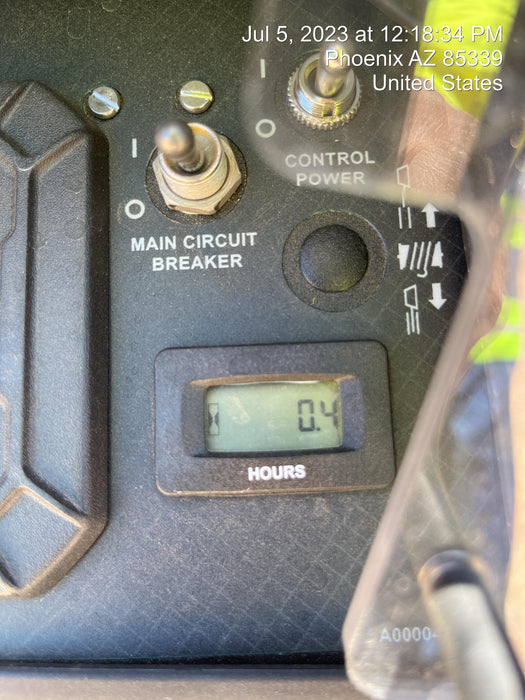 Jul 5, 2023 at 12:18:34 PM
Phoenix AZ 85339
United States
I
I
O
O
CONTROL
POWER
MAIN CIRCUIT
BREAKER
0.4
HOURS